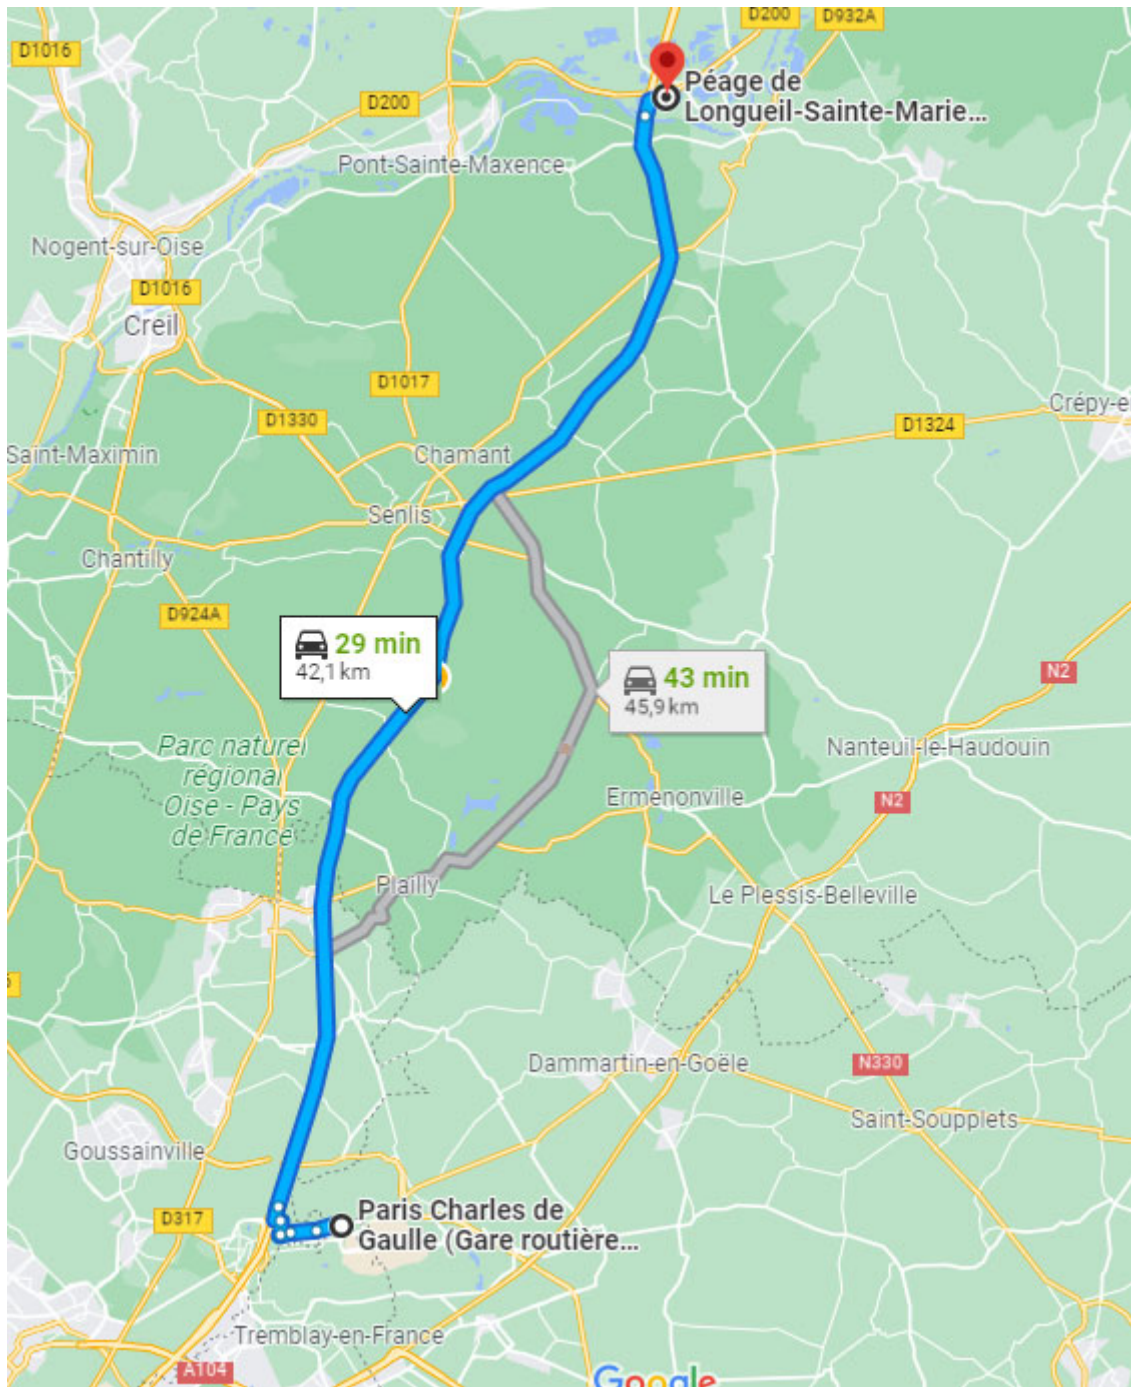 D200
D932A
D1016
Péage de
Longueil-Sainte-Marie...
D200
Pont-Sainte-Maxence
Nogent-sur-Oise
D1016
Creil
D1017
Crépy-e
D1330
D1324
Saint-Maximin
Chamant
Senlis
Chantilly
D924A
29 min
42,1 km
43 min
45,9 km
N2
Parc naturel
régional
Oise - Pays
de France
Nanteuil-le-Haudouin
Ermenonville
N2
Plailly
Le Plessis-Belleville
Dammartin-en-Goële
N330
Saint-Soupplets
Goussainville
D317
Paris Charles de
Gaulle (Gare routière...
Tremblay-en-France
A104
Google